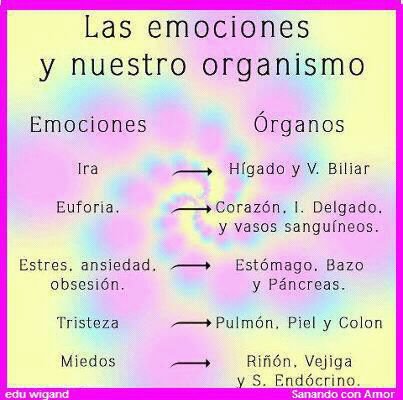 Las emociones
y nuestro organismo
Emociones Órganos
Ira Hígado y V. Biliar
Euforia. Corazón, I. Delgado,
y vasos sanguíneos.
Estres, ansiedad, Estómago, Bazo
obsesión. y Páncreas.
Tristeza Pulmón, Piel y Colon
Miedos Riñón, Vejiga
y S. Endócrino.
edu wigand Sanando con Amor